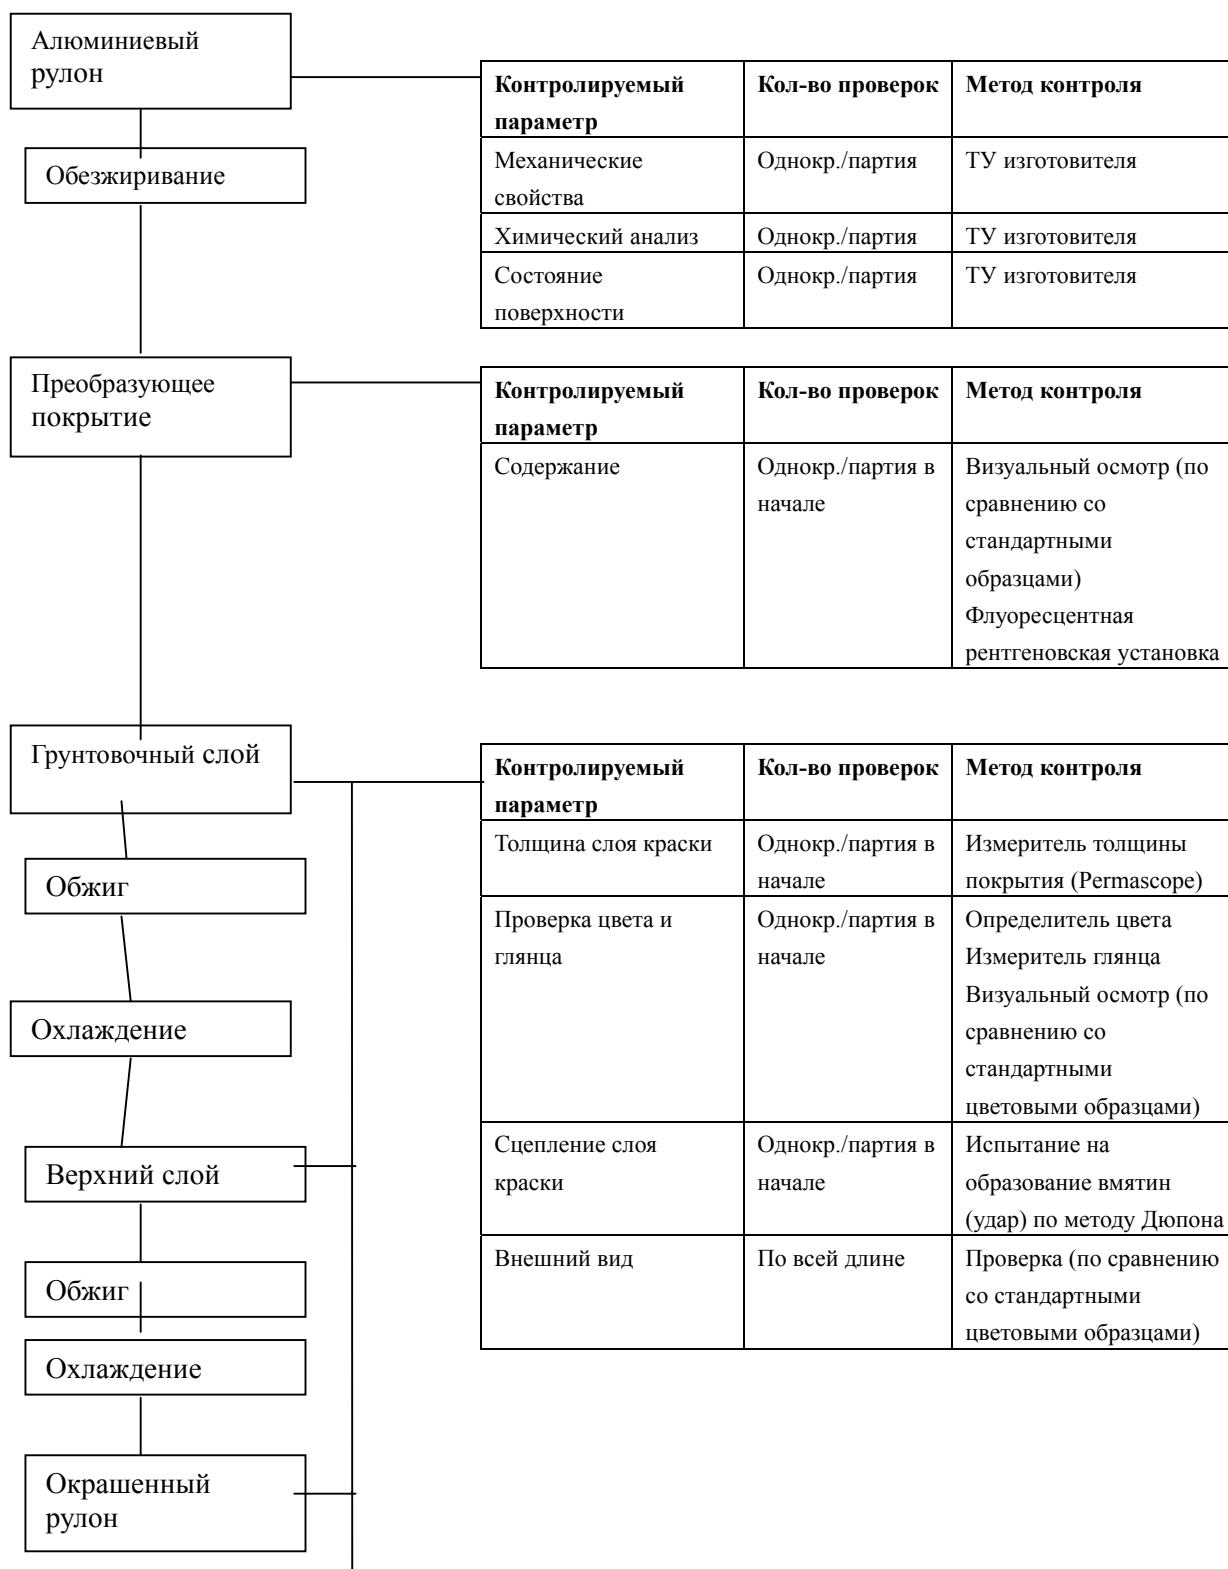 Алюминиевый
рулон
Контролируемый параметр Кол-во проверок Метод контроля
Обезжиривание
Механические свойства Однокр./партия ТУ изготовителя
Химический анализ Однокр./партия ТУ изготовителя
Состояние поверхности Однокр./партия ТУ изготовителя
Преобразующее
покрытие
Контролируемый
параметр
Кол-во проверок
Метод контроля
Содержание
Однокр./партия в
начале
Визуальный осмотр (по
сравнению со
стандартными
образцами)
Флуоресцентная
рентгеновская установка
Грунтовочный слой
Обжиг
Охлаждение
Верхний слой
Обжиг
Охлаждение
Окрашенный
рулон
Контролируемый
параметр
Кол-во проверок
Метод контроля
Толщина слоя краски
Однокр./партия в
начале
Измеритель толщины
покрытия (Permascope)
Проверка цвета и
глянца
Однокр./партия в
начале
Определитель цвета
Измеритель глянца
Визуальный осмотр (по
сравнению со
стандартными
цветовыми образцами)
Сцепление слоя
краски
Однокр./партия в
начале
Испытание на
образование вмятин
(удар) по методу Дюпона
Внешний вид
По всей длине
Проверка (по сравнению
со стандартными
цветовыми образцами)